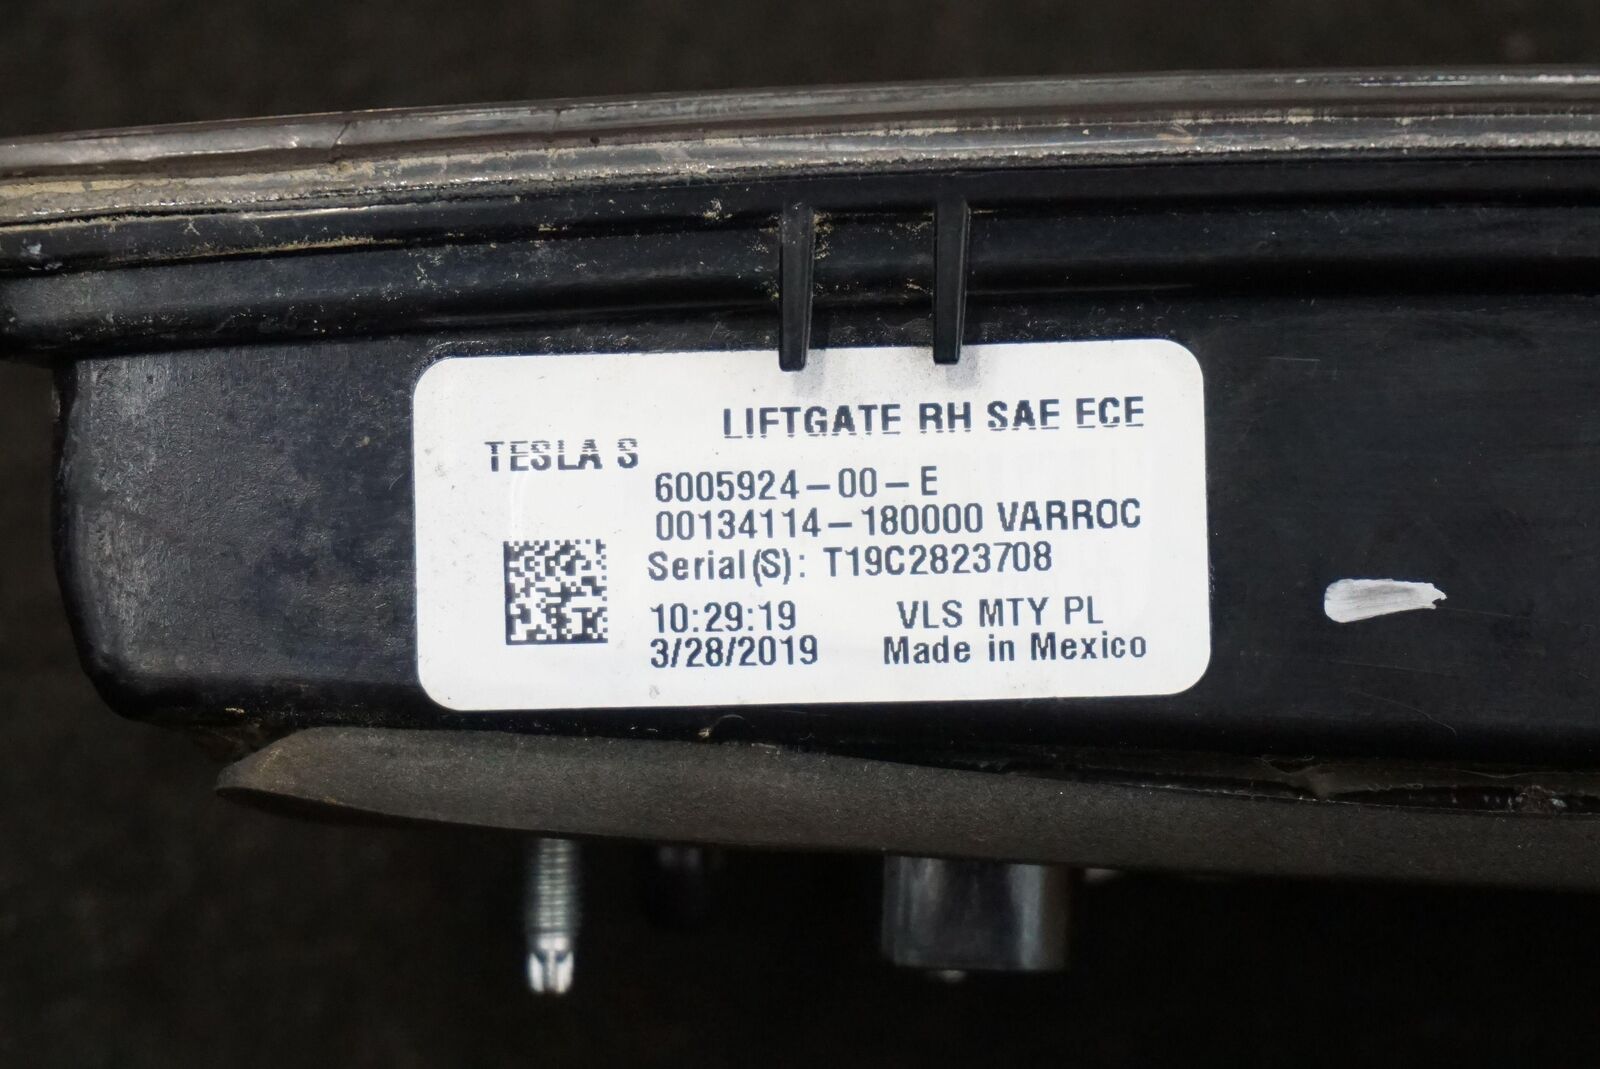 LIFTGATE RH SAE ECE
TESLA S
6005924-00-E
00134114-180000 VARROC
Serial(S): T19C2823708
10:29:19 VLS MTY PL
3/28/2019 Made in Mexico